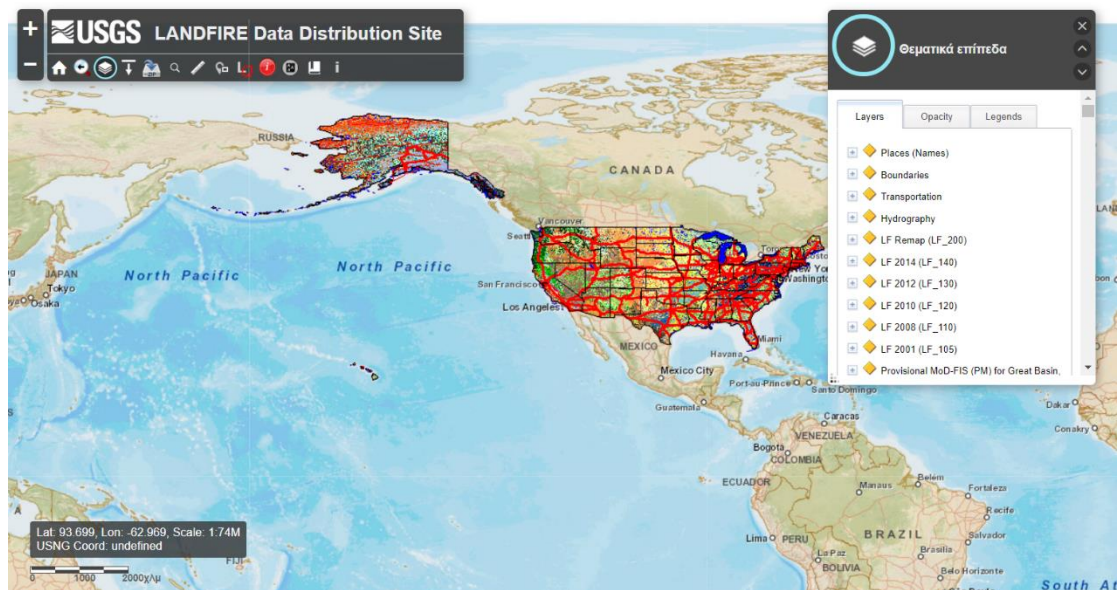 +
USGS LANDFIRE Data Distribution Site
−
i
Θεματικά επίπεδα
Layers
Opacity
Legends
Places (Names)
Boundaries
Transportation
Hydrography
LF Remap (LF_200)
LF 2014 (LF_140)
LF 2012 (LF_130)
LF 2010 (LF_120)
LF 2008 (LF_110)
LF 2001 (LF_105)
Provisional MoD-FIS (PM) for Great Basin,
RUSSIA
CANADA
Vancouver
JAPAN
Tokyo
Osaka
North Pacific
North Pacific
San Francisco
Los Angeles
Washington
MEXICO
Miami
Havana
Mexico City
Port-au-Prince
Santo Domingo
Guatemala
Caracas
Dakar
Conakry
VENEZUELA
Bogota
COLOMBIA
ECUADOR
Manaus
Belém
Fortaleza
Recife
Lima
PERU
BRAZIL
Salvador
La Paz
Brasilia
BOLIVIA
Belo Horizonte
FIJI
South At
Lat: 93.699, Lon: -62.969, Scale: 1:74M
USNG Coord: undefined
0 1000 2000χλμ